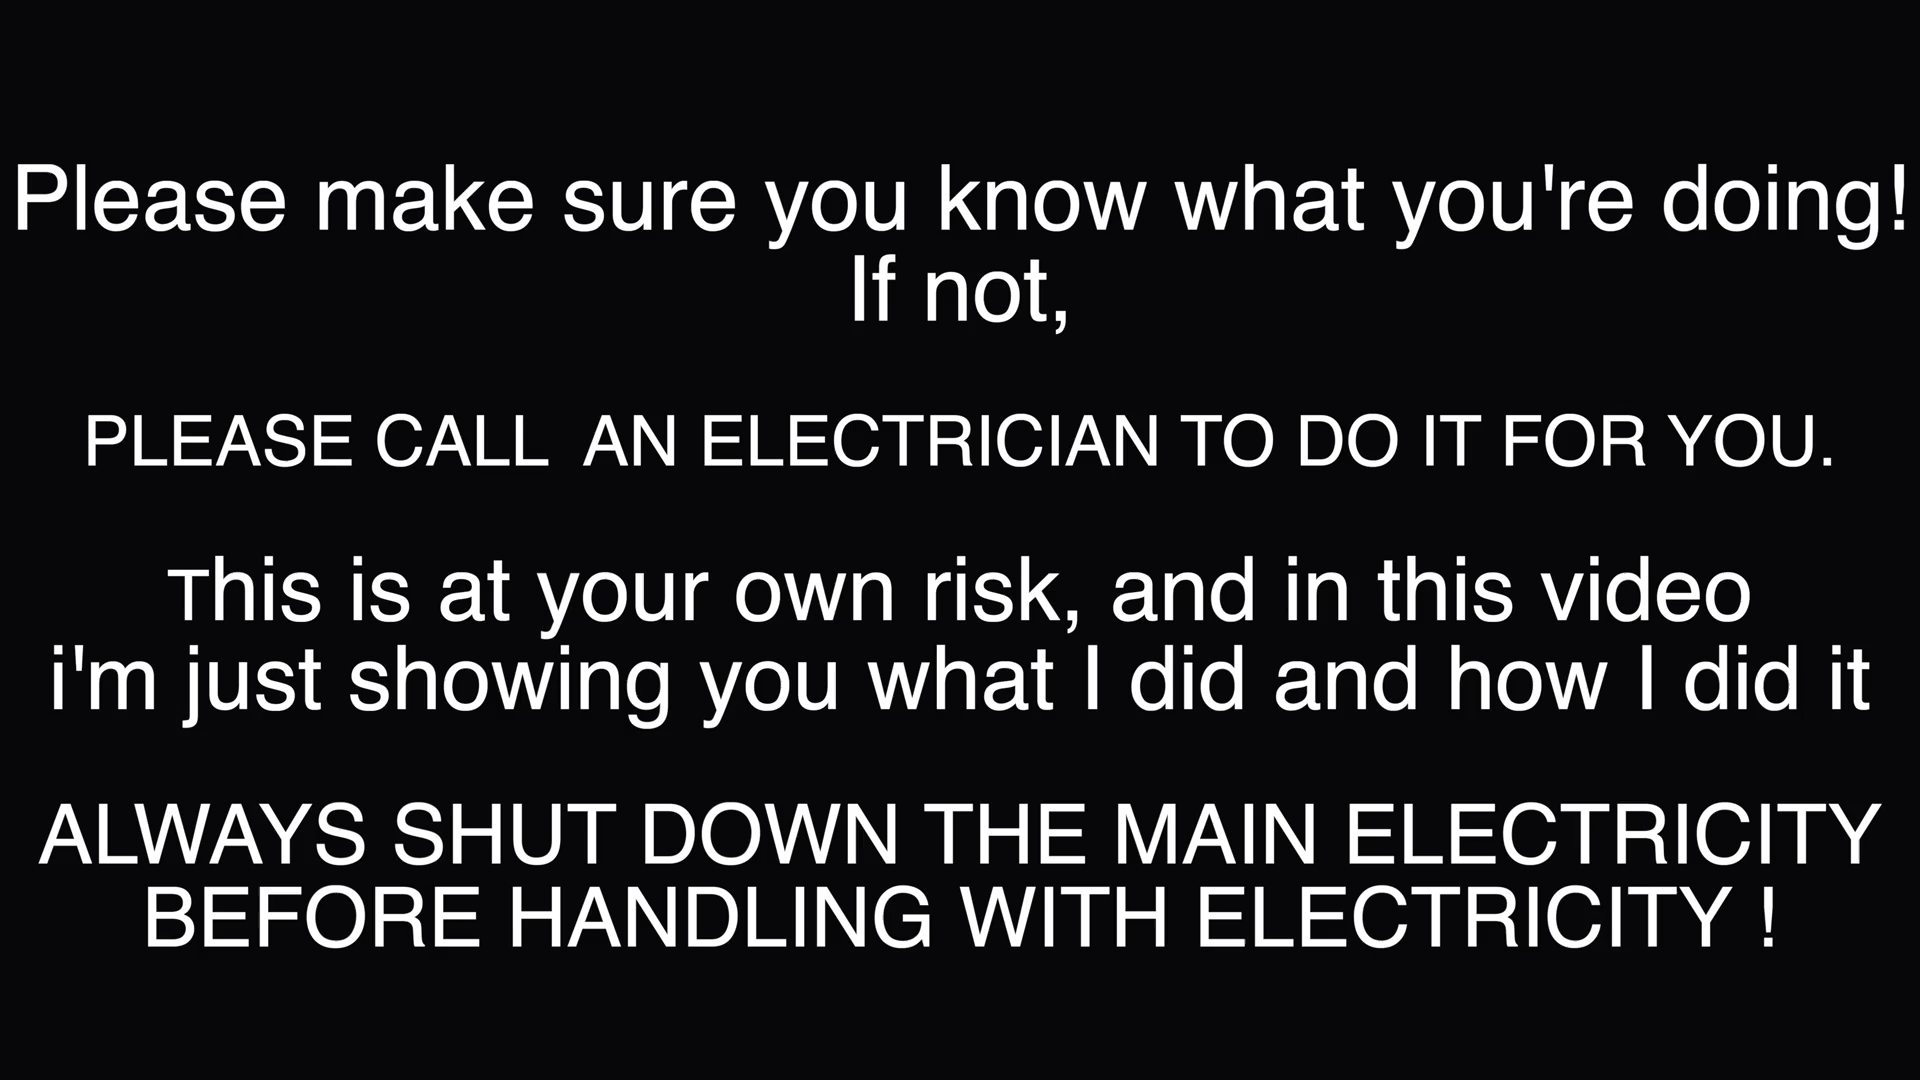 Please make sure you know what you're doing!
If not,
PLEASE CALL  AN ELECTRICIAN TO DO IT FOR YOU.
This is at your own risk, and in this video
i'm just showing you what I did and how I did it
ALWAYS SHUT DOWN THE MAIN ELECTRICITY
BEFORE HANDLING WITH ELECTRICITY !